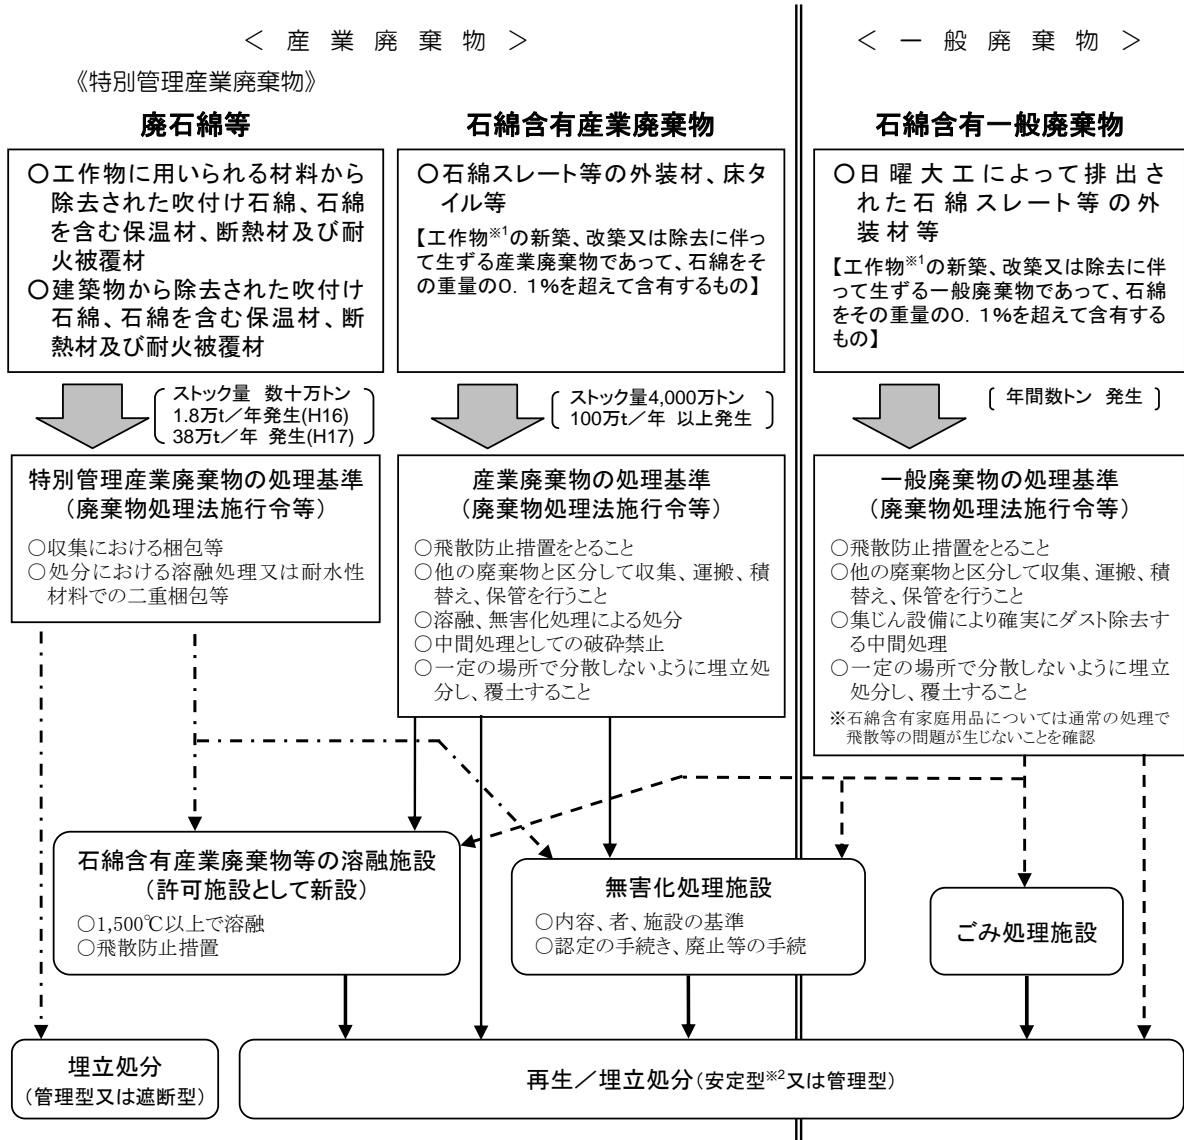 ＜ 産 業 廃 棄 物 ＞
＜ 一 般 廃 棄 物 ＞
《特別管理産業廃棄物》
廃石綿等
石綿含有産業廃棄物
石綿含有一般廃棄物
○工作物に用いられる材料から
除去された吹付け石綿、石綿
を含む保温材、断熱材及び耐
火被覆材
○建築物から除去された吹付け
石綿、石綿を含む保温材、断
熱材及び耐火被覆材
○石綿スレート等の外装材、床タ
イル等
【工作物※1の新築、改築又は除去に伴っ
て生ずる産業廃棄物であって、石綿をそ
の重量の0．1％を超えて含有するもの】
○日曜大工によって排出さ
れた石綿スレート等の外
装材等
【工作物※1の新築、改築又は除去に伴
って生ずる一般廃棄物であって、石綿
をその重量の0．1％を超えて含有する
もの】
ストック量 数十万トン
1.8万t／年発生(H16)
38万t／年 発生(H17)
ストック量4,000万トン
100万t／年 以上発生
年間数トン 発生
特別管理産業廃棄物の処理基準
（廃棄物処理法施行令等）
○収集における梱包等
○処分における溶融処理又は耐水性
材料での二重梱包等
産業廃棄物の処理基準
（廃棄物処理法施行令等）
○飛散防止措置をとること
○他の廃棄物と区分して収集、運搬、積
替え、保管を行うこと
○溶融、無害化処理による処分
○中間処理としての破砕禁止
○一定の場所で分散しないように埋立処
分し、覆土すること
一般廃棄物の処理基準
（廃棄物処理法施行令等）
○飛散防止措置をとること
○他の廃棄物と区分して収集、運搬、積
替え、保管を行うこと
○集じん設備により確実にダスト除去す
る中間処理
○一定の場所で分散しないように埋立
処分し、覆土すること
※石綿含有家庭用品については通常の処理で
飛散等の問題が生じないことを確認
石綿含有産業廃棄物等の溶融施設
（許可施設として新設）
○1,500℃以上で溶融
○飛散防止措置
無害化処理施設
○内容、者、施設の基準
○認定の手続き、廃止等の手続
ごみ処理施設
埋立処分
（管理型又は遮断型）
再生／埋立処分（安定型※2又は管理型）